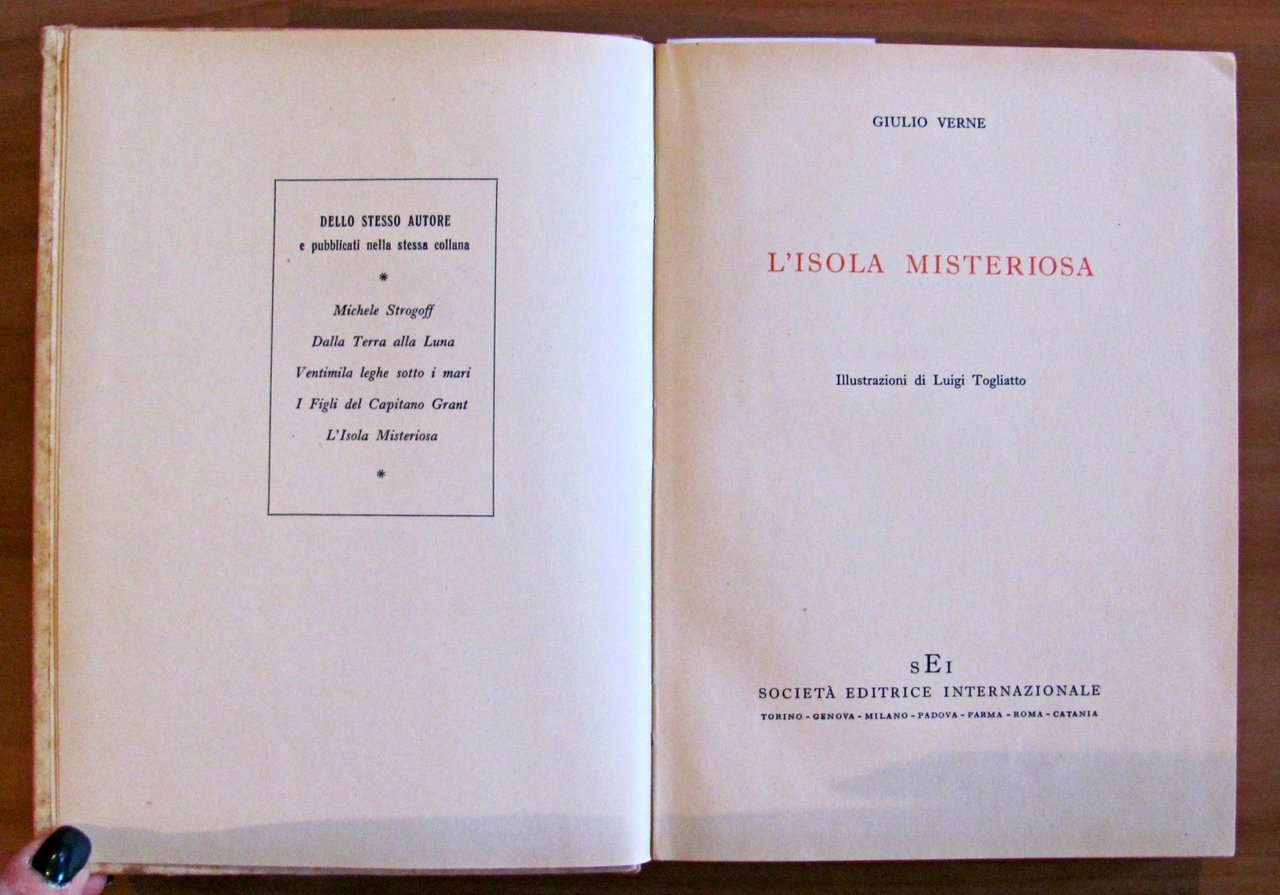 DELLO STESSO AUTORE
e pubblicati nella stessa collana
*
Michele Strogoff
Dalla Terra alla Luna
Ventimila leghe sotto i mari
I Figli del Capitano Grant
L'Isola Misteriosa
*
GIULIO VERNE
L'ISOLA MISTERIOSA
Illustrazioni di Luigi Togliatto
SEI
SOCIETÀ EDITRICE INTERNAZIONALE
TORINO - GENOVA - MILANO - PADOVA - PARMA - ROMA - CATANIA